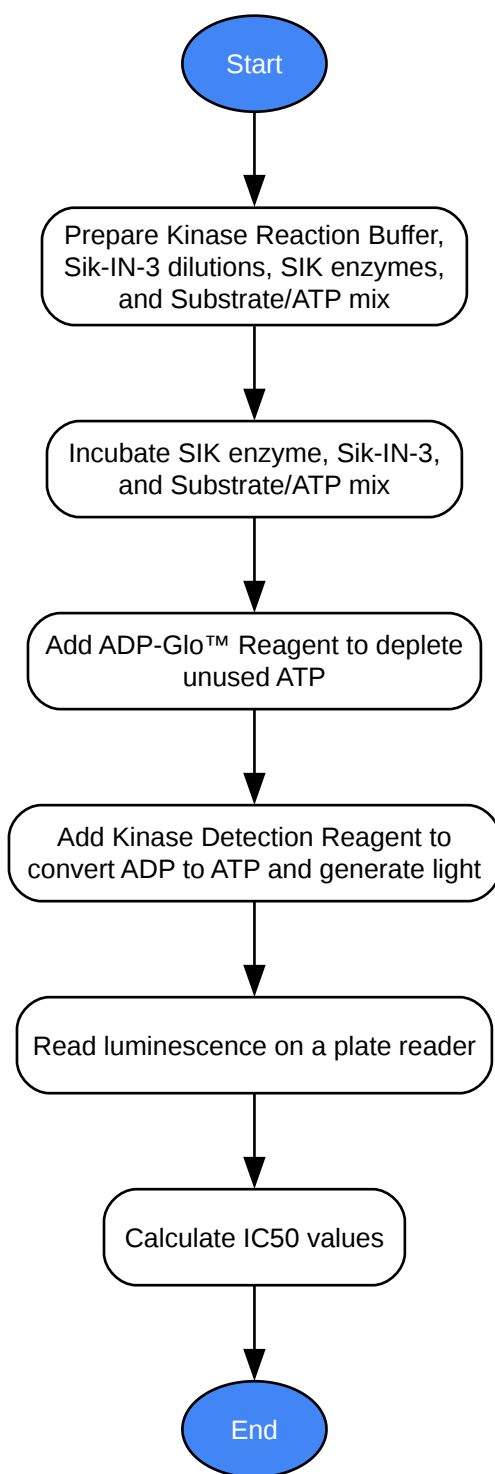 Start
Prepare Kinase Reaction Buffer,
Sik-IN-3 dilutions, SIK enzymes,
and Substrate/ATP mix
Incubate SIK enzyme, Sik-IN-3,
and Substrate/ATP mix
Add ADP-Glo™ Reagent to deplete
unused ATP
Add Kinase Detection Reagent to
convert ADP to ATP and generate light
Read luminescence on a plate reader
Calculate IC50 values
End